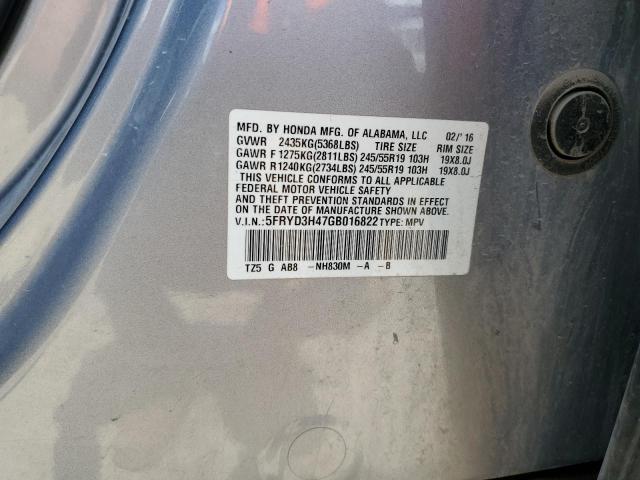 MFD. BY HONDA MFG. OF ALABAMA, LLC 02/'16
GVWR 2435KG(5368LBS) TIRE SIZE RIM SIZE
GAWR F 1275KG(2811LBS) 245/55R19 103H 19X8.0J
GAWR R1240KG(2734LBS) 245/55R19 103H 19X8.0J
THIS VEHICLE CONFORMS TO ALL APPLICABLE
FEDERAL MOTOR VEHICLE SAFETY
AND THEFT PREVENTION STANDARDS IN EFFECT
ON THE DATE OF MANUFACTURE SHOWN ABOVE.
V.I.N.:5FRYD3H47GB016822 TYPE: MPV
TZ5 G AB8 -NH830M -A -B